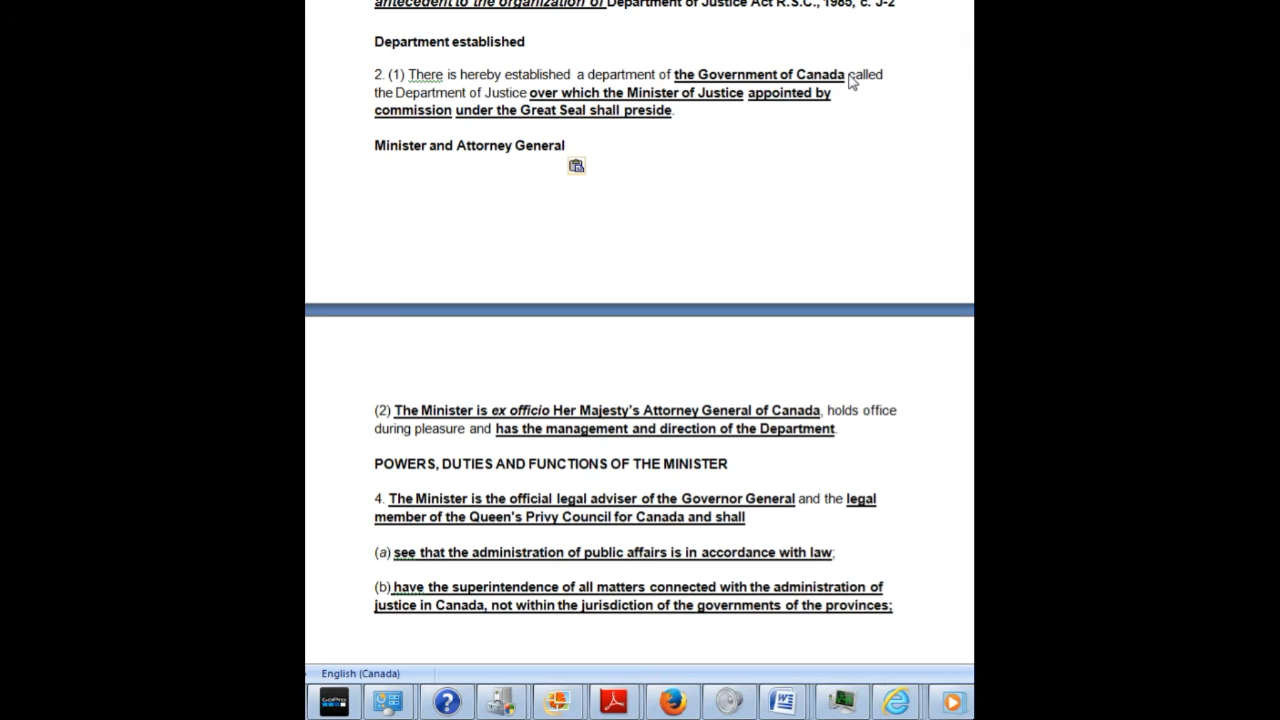 antecedent to the organization of Department of Justice Act R.S.C., 1985, c. J-2
Department established
2. (1) There is hereby established a department of the Government of Canada called
the Department of Justice over which the Minister of Justice appointed by
commission under the Great Seal shall preside.
Minister and Attorney General
(2) The Minister is ex officio Her Majesty's Attorney General of Canada, holds office
during pleasure and has the management and direction of the Department.
POWERS, DUTIES AND FUNCTIONS OF THE MINISTER
4. The Minister is the official legal adviser of the Governor General and the legal
member of the Queen's Privy Council for Canada and shall
(a) see that the administration of public affairs is in accordance with law;
(b) have the superintendence of all matters connected with the administration of
justice in Canada, not within the jurisdiction of the governments of the provinces;
English (Canada)
GoPro